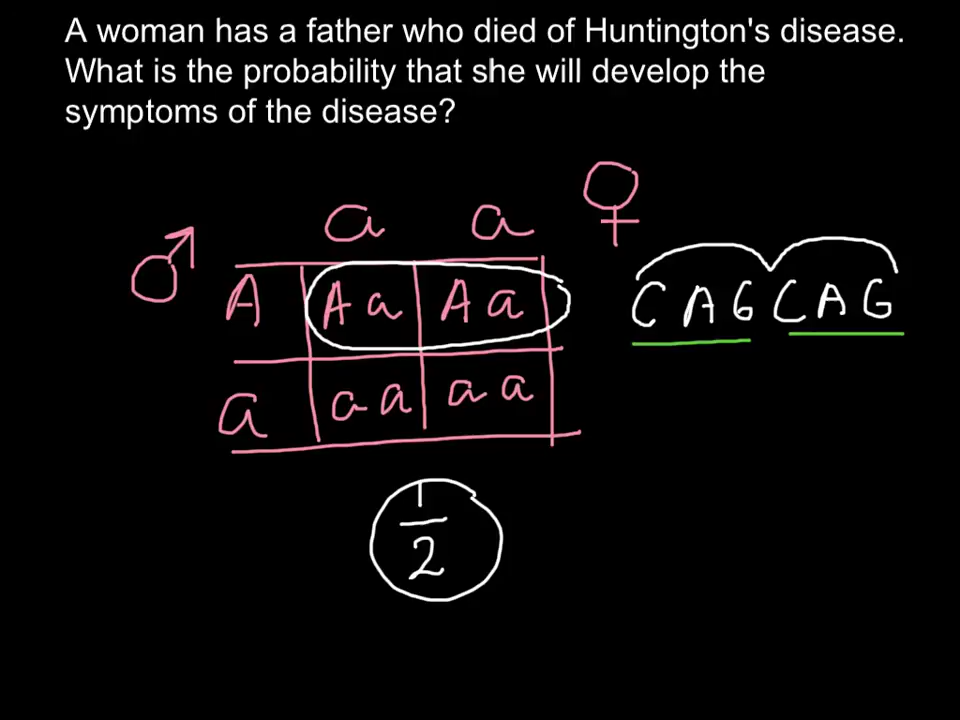 A woman has a father who died of Huntington's disease.
What is the probability that she will develop the
symptoms of the disease?
♂ a a ♀
A Aa Aa CAGCAG
a aa aa
1
2